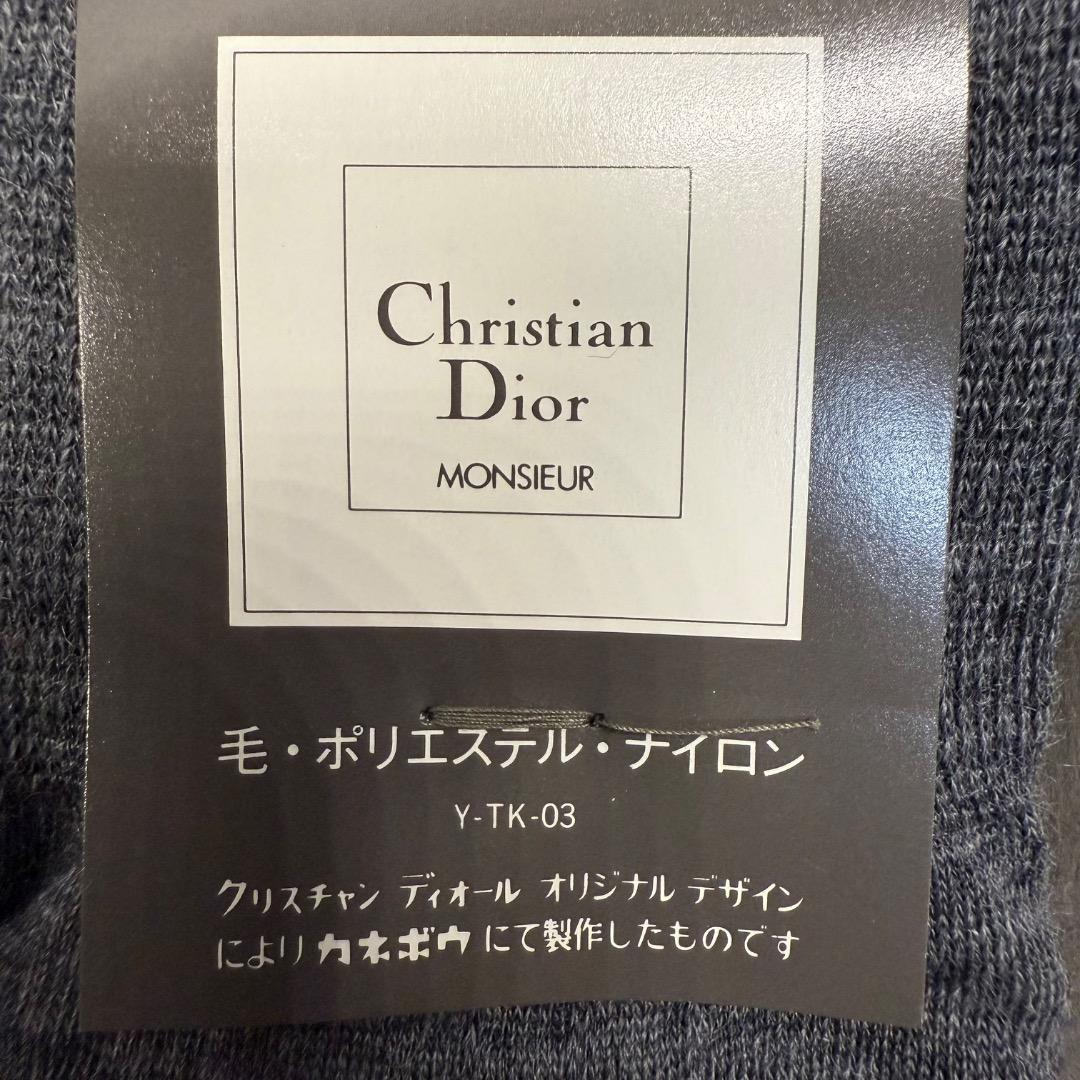 Christian
Dior
MONSIEUR
毛・ポリエステル・ナイロン
Y-TK-03
クリスチャン ディオール オリジナル デザイン
により カネボウ にて製作したものです